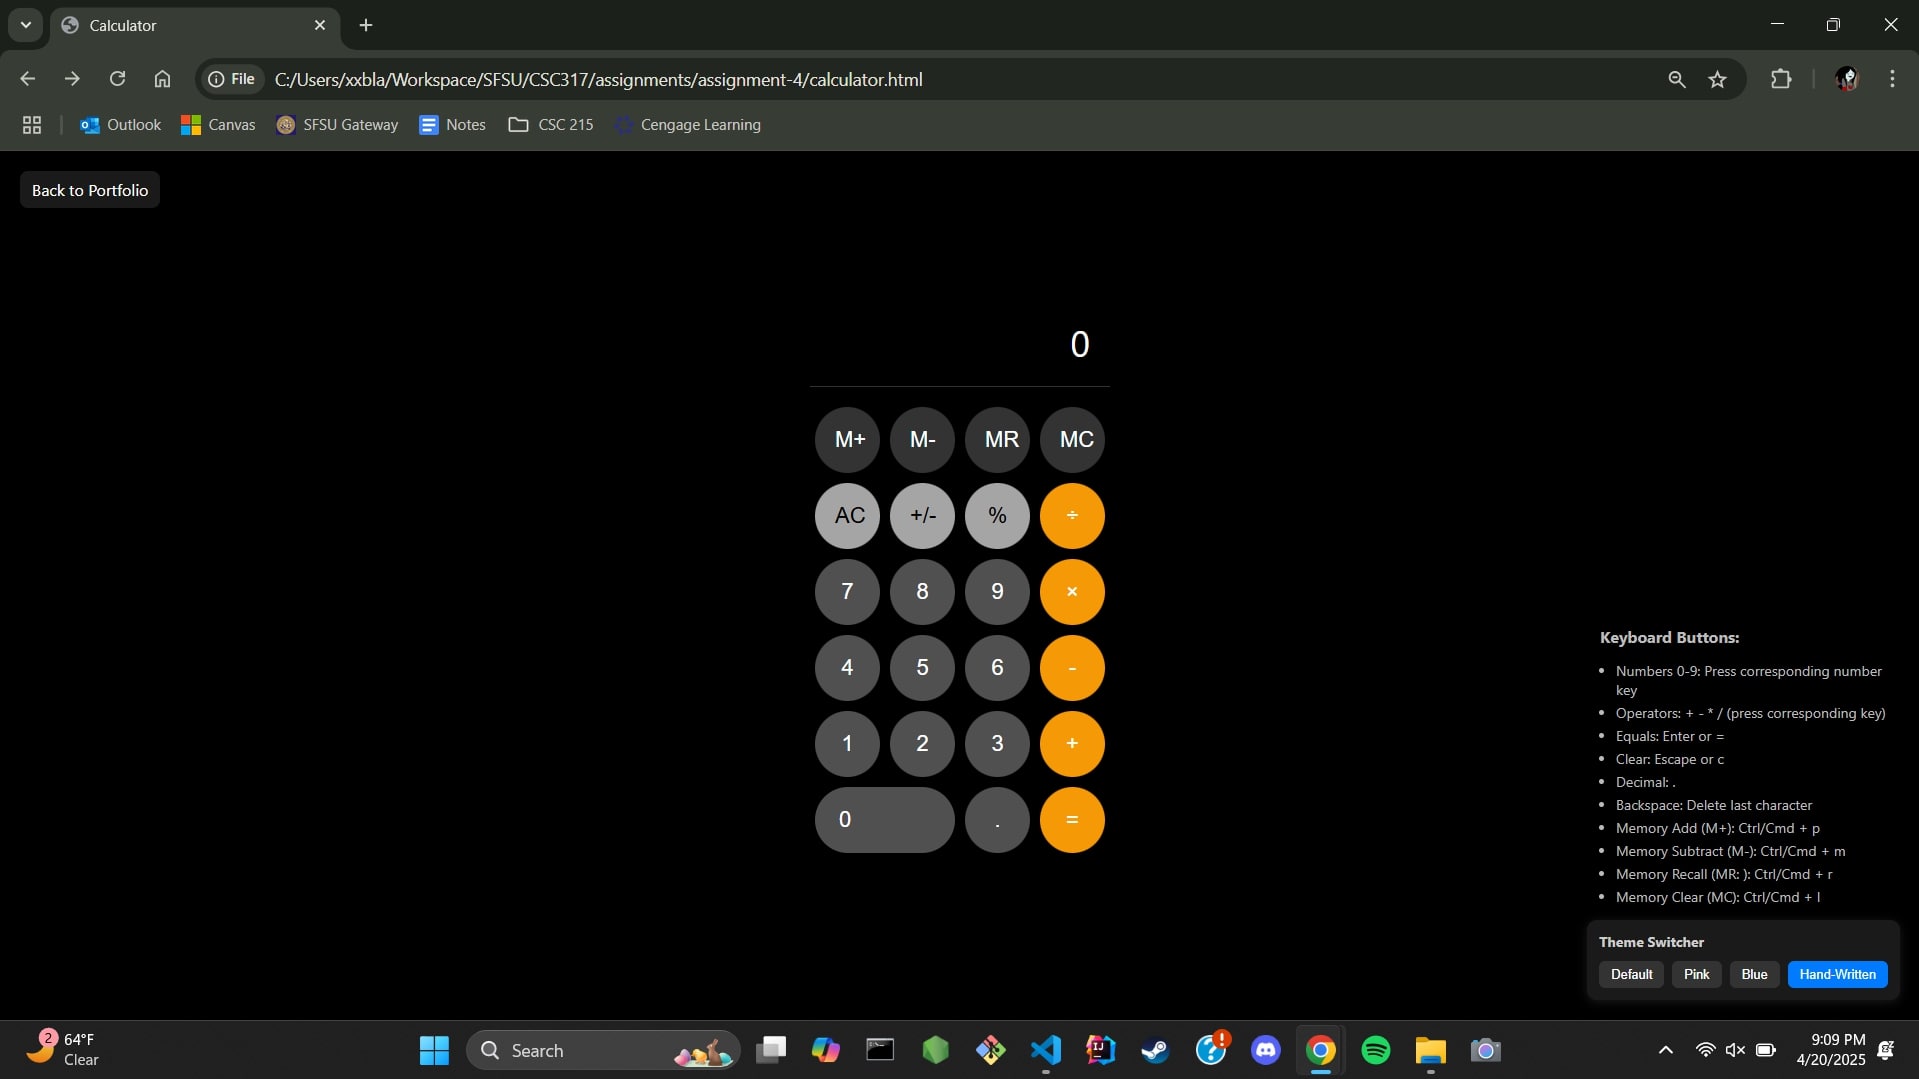 Calculator
File
C:/Users/xxbla/Workspace/SFSU/CSC317/assignments/assignment-4/calculator.html
Outlook
Canvas
SFSU Gateway
Notes
CSC 215
Cengage Learning
Back to Portfolio
0
M+ M- MR MC
AC +/- % ÷
7 8 9 ×
4 5 6 -
1 2 3 +
0 . =
Keyboard Buttons:
• Numbers 0-9: Press corresponding number
key
• Operators: + - * / (press corresponding key)
• Equals: Enter or =
• Clear: Escape or c
• Decimal: .
• Backspace: Delete last character
• Memory Add (M+): Ctrl/Cmd + p
• Memory Subtract (M-): Ctrl/Cmd + m
• Memory Recall (MR: ): Ctrl/Cmd + r
• Memory Clear (MC): Ctrl/Cmd + l
Theme Switcher
Default Pink Blue Hand-Written
2
64°F
Clear
Search
IJ
9:09 PM
4/20/2025